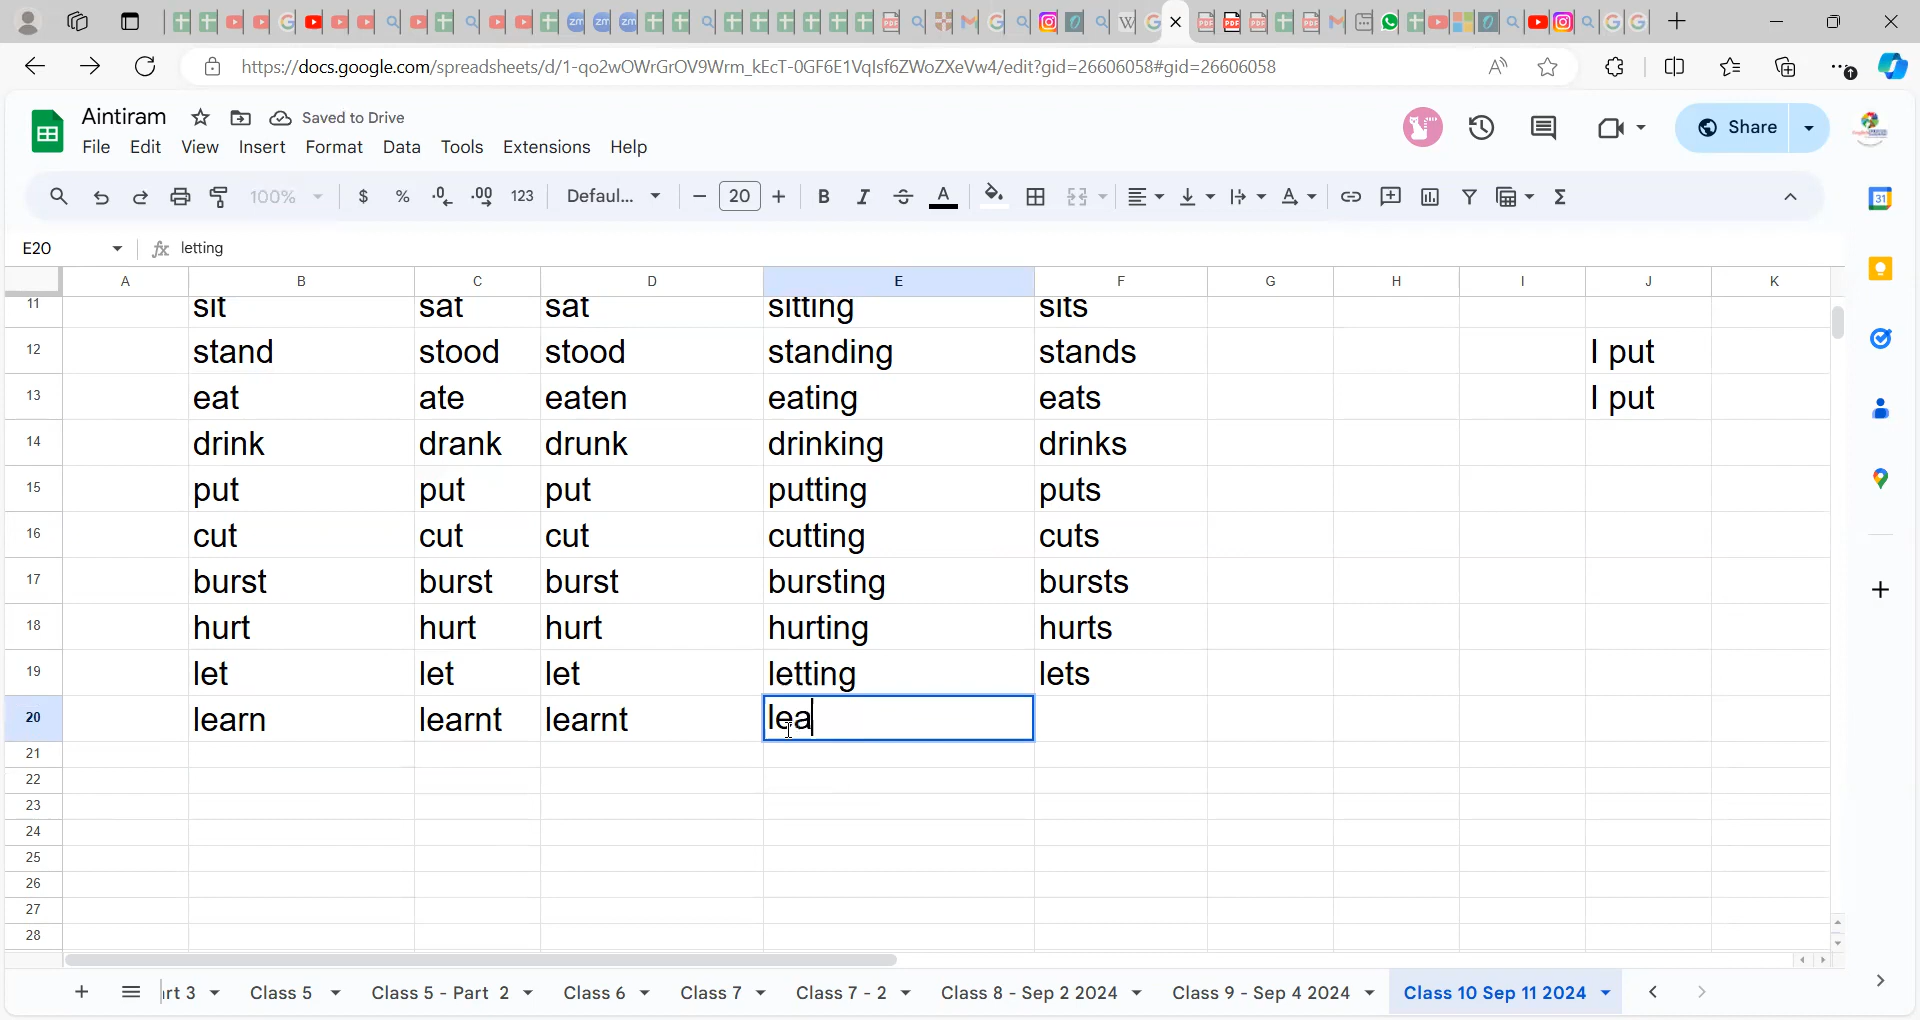 https://docs.google.com/spreadsheets/d/1-qo2wOWrGrOV9Wrm_kEcT-0GF6E1VqIsf6ZWoZXeVw4/edit?gid=26606058#gid=26606058
Aintiram Saved to Drive
File Edit View Insert Format Data Tools Extensions Help
Share
100% $ % .0 .00 123 Defaul... 20 B I A
E20 fx letting
A B C D E F G H I J K
11 sit sat sat sitting sits
12 stand stood stood standing stands I put
13 eat ate eaten eating eats I put
14 drink drank drunk drinking drinks
15 put put put putting puts
16 cut cut cut cutting cuts
17 burst burst burst bursting bursts
18 hurt hurt hurt hurting hurts
19 let let let letting lets
20 learn learnt learnt lea
21
22
23
24
25
26
27
28
rt 3 Class 5 Class 5 - Part 2 Class 6 Class 7 Class 7 - 2 Class 8 - Sep 2 2024 Class 9 - Sep 4 2024 Class 10 Sep 11 2024